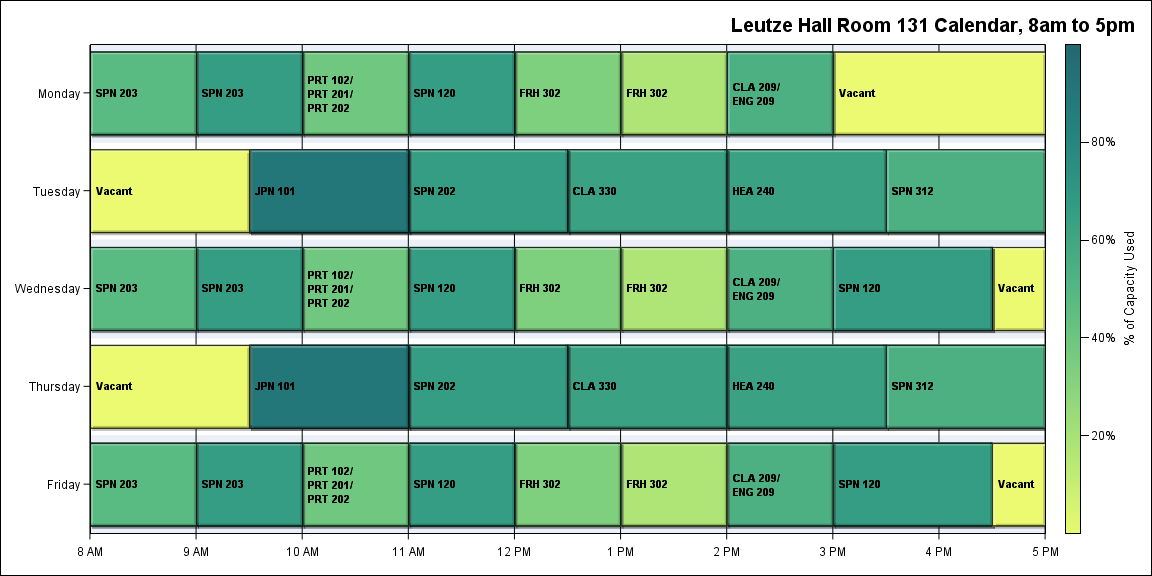 Leutze Hall Room 131 Calendar, 8am to 5pm
Monday
SPN 203
SPN 203
PRT 102/
PRT 201/
PRT 202
SPN 120
FRH 302
FRH 302
CLA 209/
ENG 209
Vacant
Tuesday
Vacant
JPN 101
SPN 202
CLA 330
HEA 240
SPN 312
Wednesday
SPN 203
SPN 203
PRT 102/
PRT 201/
PRT 202
SPN 120
FRH 302
FRH 302
CLA 209/
ENG 209
SPN 120
Vacant
Thursday
Vacant
JPN 101
SPN 202
CLA 330
HEA 240
SPN 312
Friday
SPN 203
SPN 203
PRT 102/
PRT 201/
PRT 202
SPN 120
FRH 302
FRH 302
CLA 209/
ENG 209
SPN 120
Vacant
8 AM
9 AM
10 AM
11 AM
12 PM
1 PM
2 PM
3 PM
4 PM
5 PM
80%
60%
40%
20%
% of Capacity Used